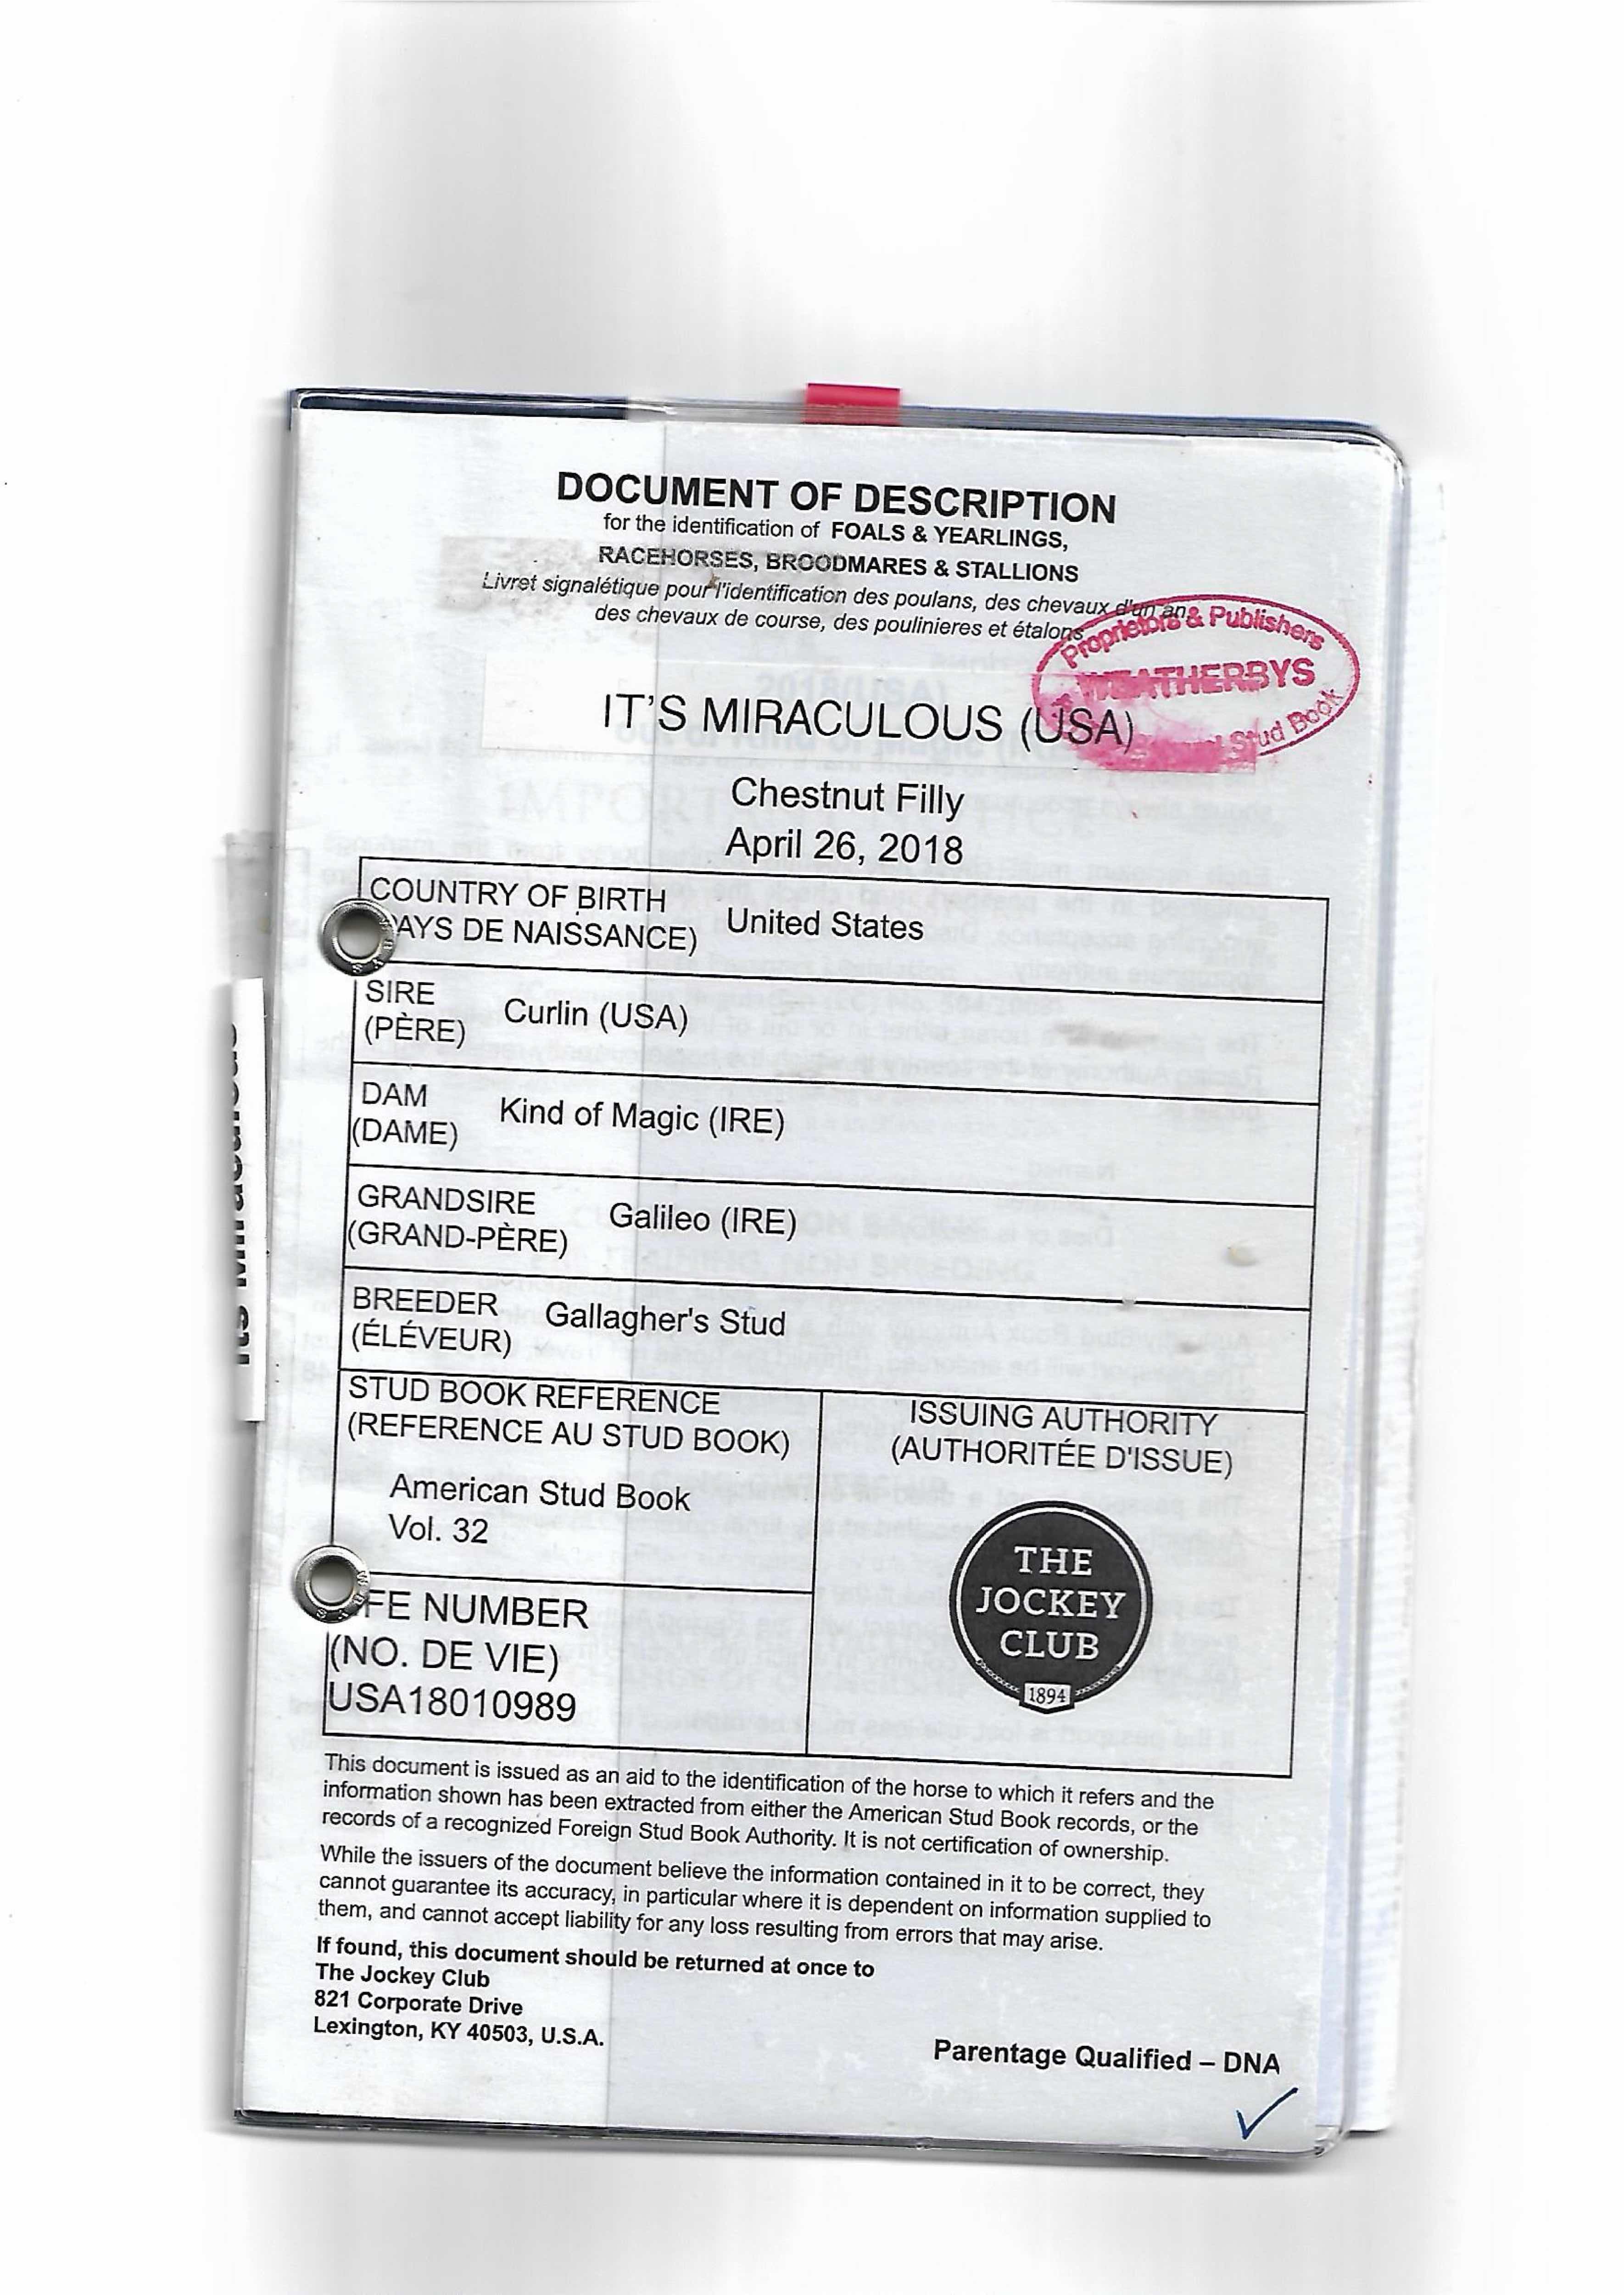 DOCUMENT OF DESCRIPTION
for the identification of FOALS & YEARLINGS,
RACEHORSES, BROODMARES & STALLIONS
Livret signalétique pour l'identification des poulans, des chevaux d'un an
des chevaux de course, des poulinieres et étalons
Proprietors & Publishers
WEATHERBYS
Stud Book
IT'S MIRACULOUS (USA)
Chestnut Filly
April 26, 2018
COUNTRY OF BIRTH
AYS DE NAISSANCE)
United States
SIRE
(PÈRE)
Curlin (USA)
DAM
(DAME)
Kind of Magic (IRE)
GRANDSIRE
(GRAND-PÈRE)
Galileo (IRE)
BREEDER
(ÉLÉVEUR)
Gallagher's Stud
STUD BOOK REFERENCE
(REFERENCE AU STUD BOOK)
American Stud Book
Vol. 32
ISSUING AUTHORITY
(AUTHORITÉE D'ISSUE)
THE
JOCKEY
CLUB
1894
FE NUMBER
(NO. DE VIE)
USA18010989
This document is issued as an aid to the identification of the horse to which it refers and the
information shown has been extracted from either the American Stud Book records, or the
records of a recognized Foreign Stud Book Authority. It is not certification of ownership.
While the issuers of the document believe the information contained in it to be correct, they
cannot guarantee its accuracy, in particular where it is dependent on information supplied to
them, and cannot accept liability for any loss resulting from errors that may arise.
If found, this document should be returned at once to
The Jockey Club
821 Corporate Drive
Lexington, KY 40503, U.S.A.
Parentage Qualified – DNA